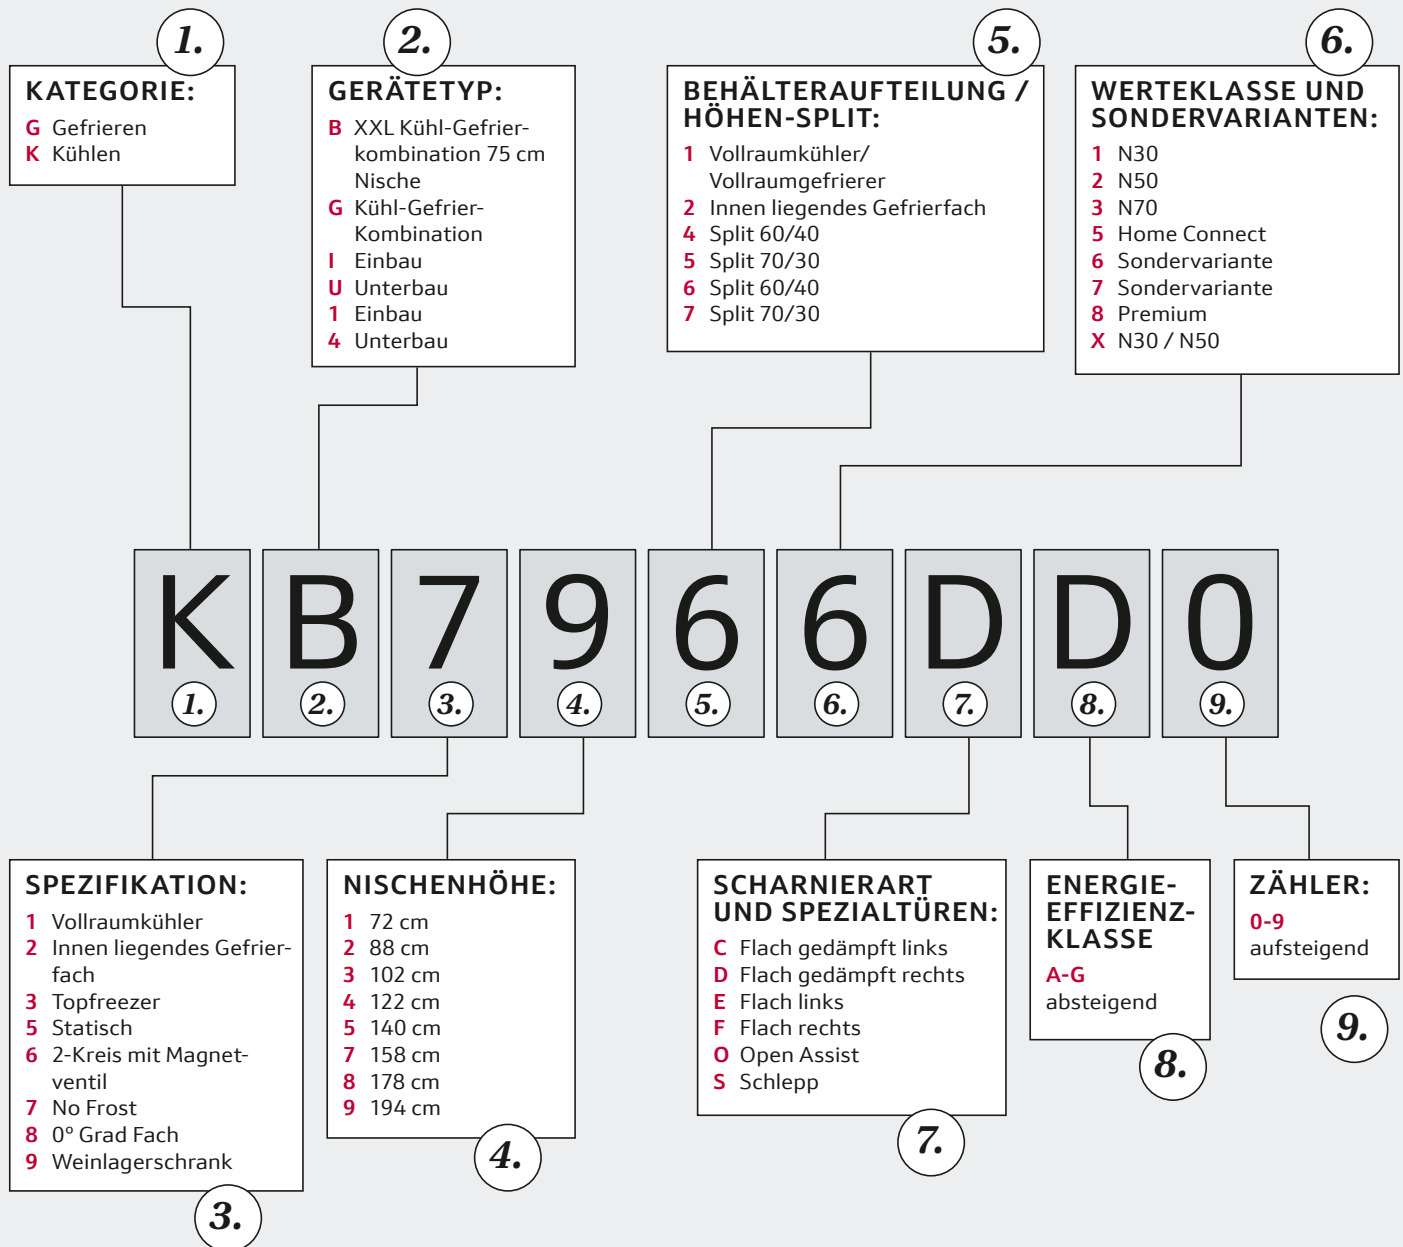 1.
KATEGORIE:
G Gefrieren
K Kühlen
2.
GERÄTETYP:
B XXL Kühl-Gefrier-
kombination 75 cm
Nische
G Kühl-Gefrier-
Kombination
I Einbau
U Unterbau
1 Einbau
4 Unterbau
5.
BEHÄLTERAUFTEILUNG /
HÖHEN-SPLIT:
1 Vollraumkühler/
Vollraumgefrierer
2 Innen liegendes Gefrierfach
4 Split 60/40
5 Split 70/30
6 Split 60/40
7 Split 70/30
6.
WERTEKLASSE UND
SONDERVARIANTEN:
1 N30
2 N50
3 N70
5 Home Connect
6 Sondervariante
7 Sondervariante
8 Premium
X N30 / N50
K B 7 9 6 6 D D 0
1. 2. 3. 4. 5. 6. 7. 8. 9.
SPEZIFIKATION:
1 Vollraumkühler
2 Innen liegendes Gefrier-
fach
3 Topfreezer
5 Statisch
6 2-Kreis mit Magnet-
ventil
7 No Frost
8 0° Grad Fach
9 Weinlagerschrank
3.
NISCHENHÖHE:
1 72 cm
2 88 cm
3 102 cm
4 122 cm
5 140 cm
7 158 cm
8 178 cm
9 194 cm
4.
SCHARNIERART
UND SPEZIALTÜREN:
C Flach gedämpft links
D Flach gedämpft rechts
E Flach links
F Flach rechts
O Open Assist
S Schlepp
7.
ENERGIE-
EFFIZIENZ-
KLASSE
A-G
absteigend
8.
ZÄHLER:
0-9
aufsteigend
9.